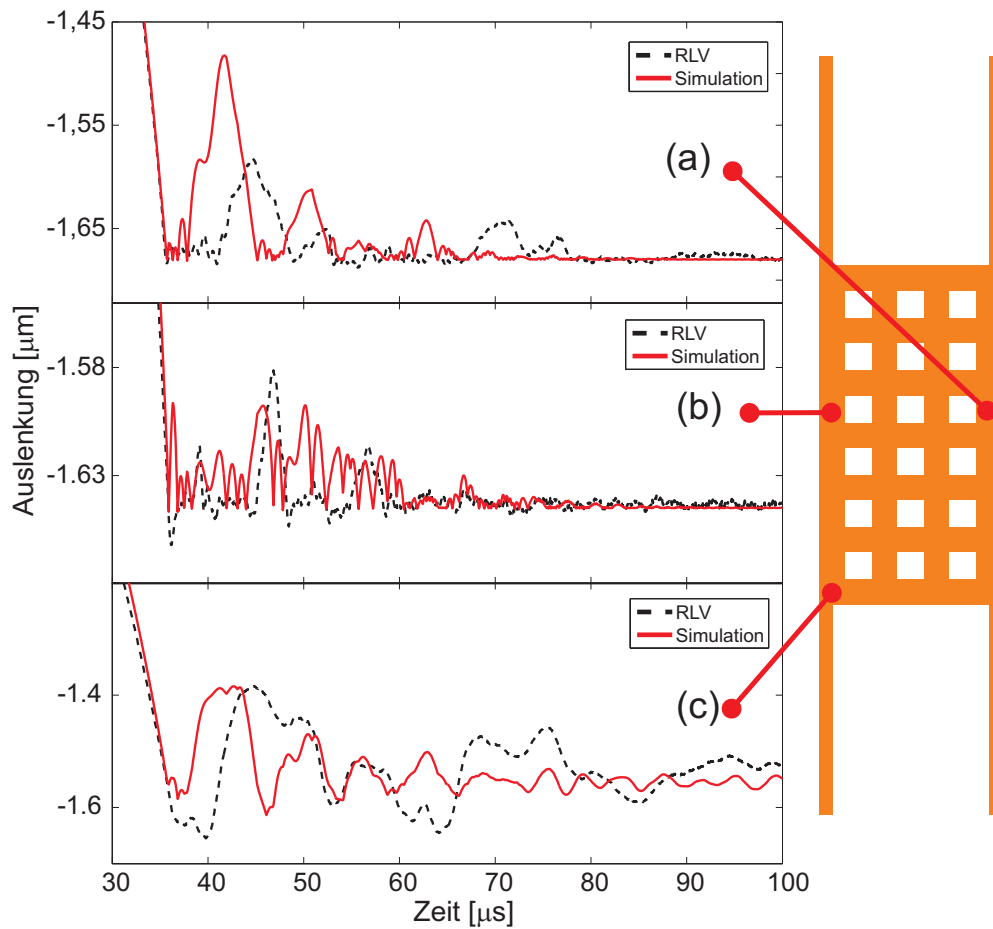 -1,45
-1,55
-1,65
RLV
Simulation
(a)
-1.58
-1.63
RLV
Simulation
(b)
Auslenkung [μm]
-1.4
-1.6
RLV
Simulation
(c)
30 40 50 60 70 80 90 100
Zeit [μs]